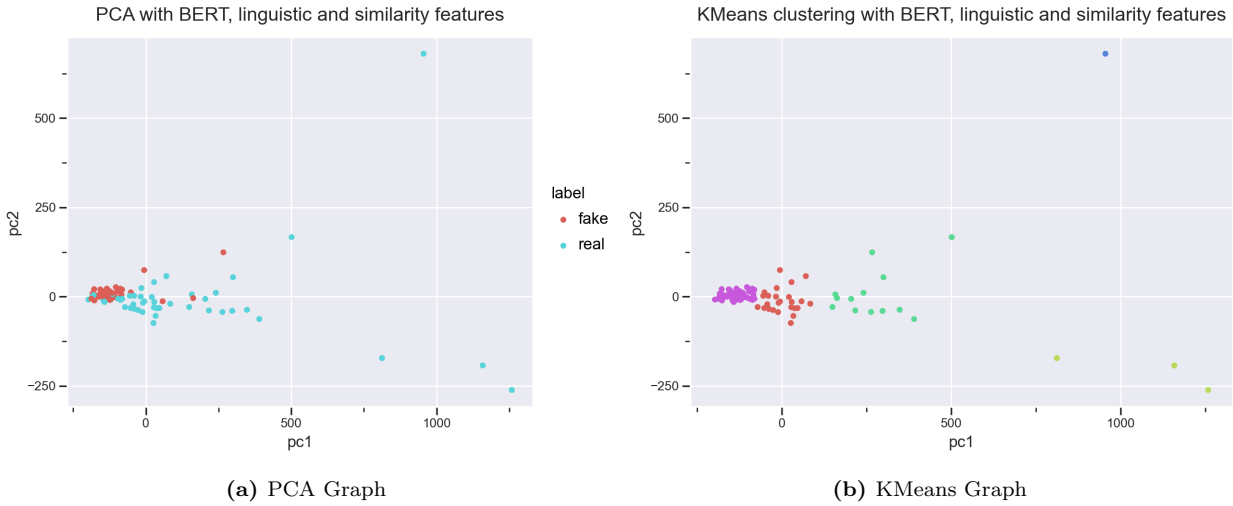 PCA with BERT, linguistic and similarity features
500
250
0
−250
pc2
0
500
1000
pc1
label
fake
real
(a) PCA Graph
KMeans clustering with BERT, linguistic and similarity features
500
250
0
−250
pc2
0
500
1000
pc1
(b) KMeans Graph